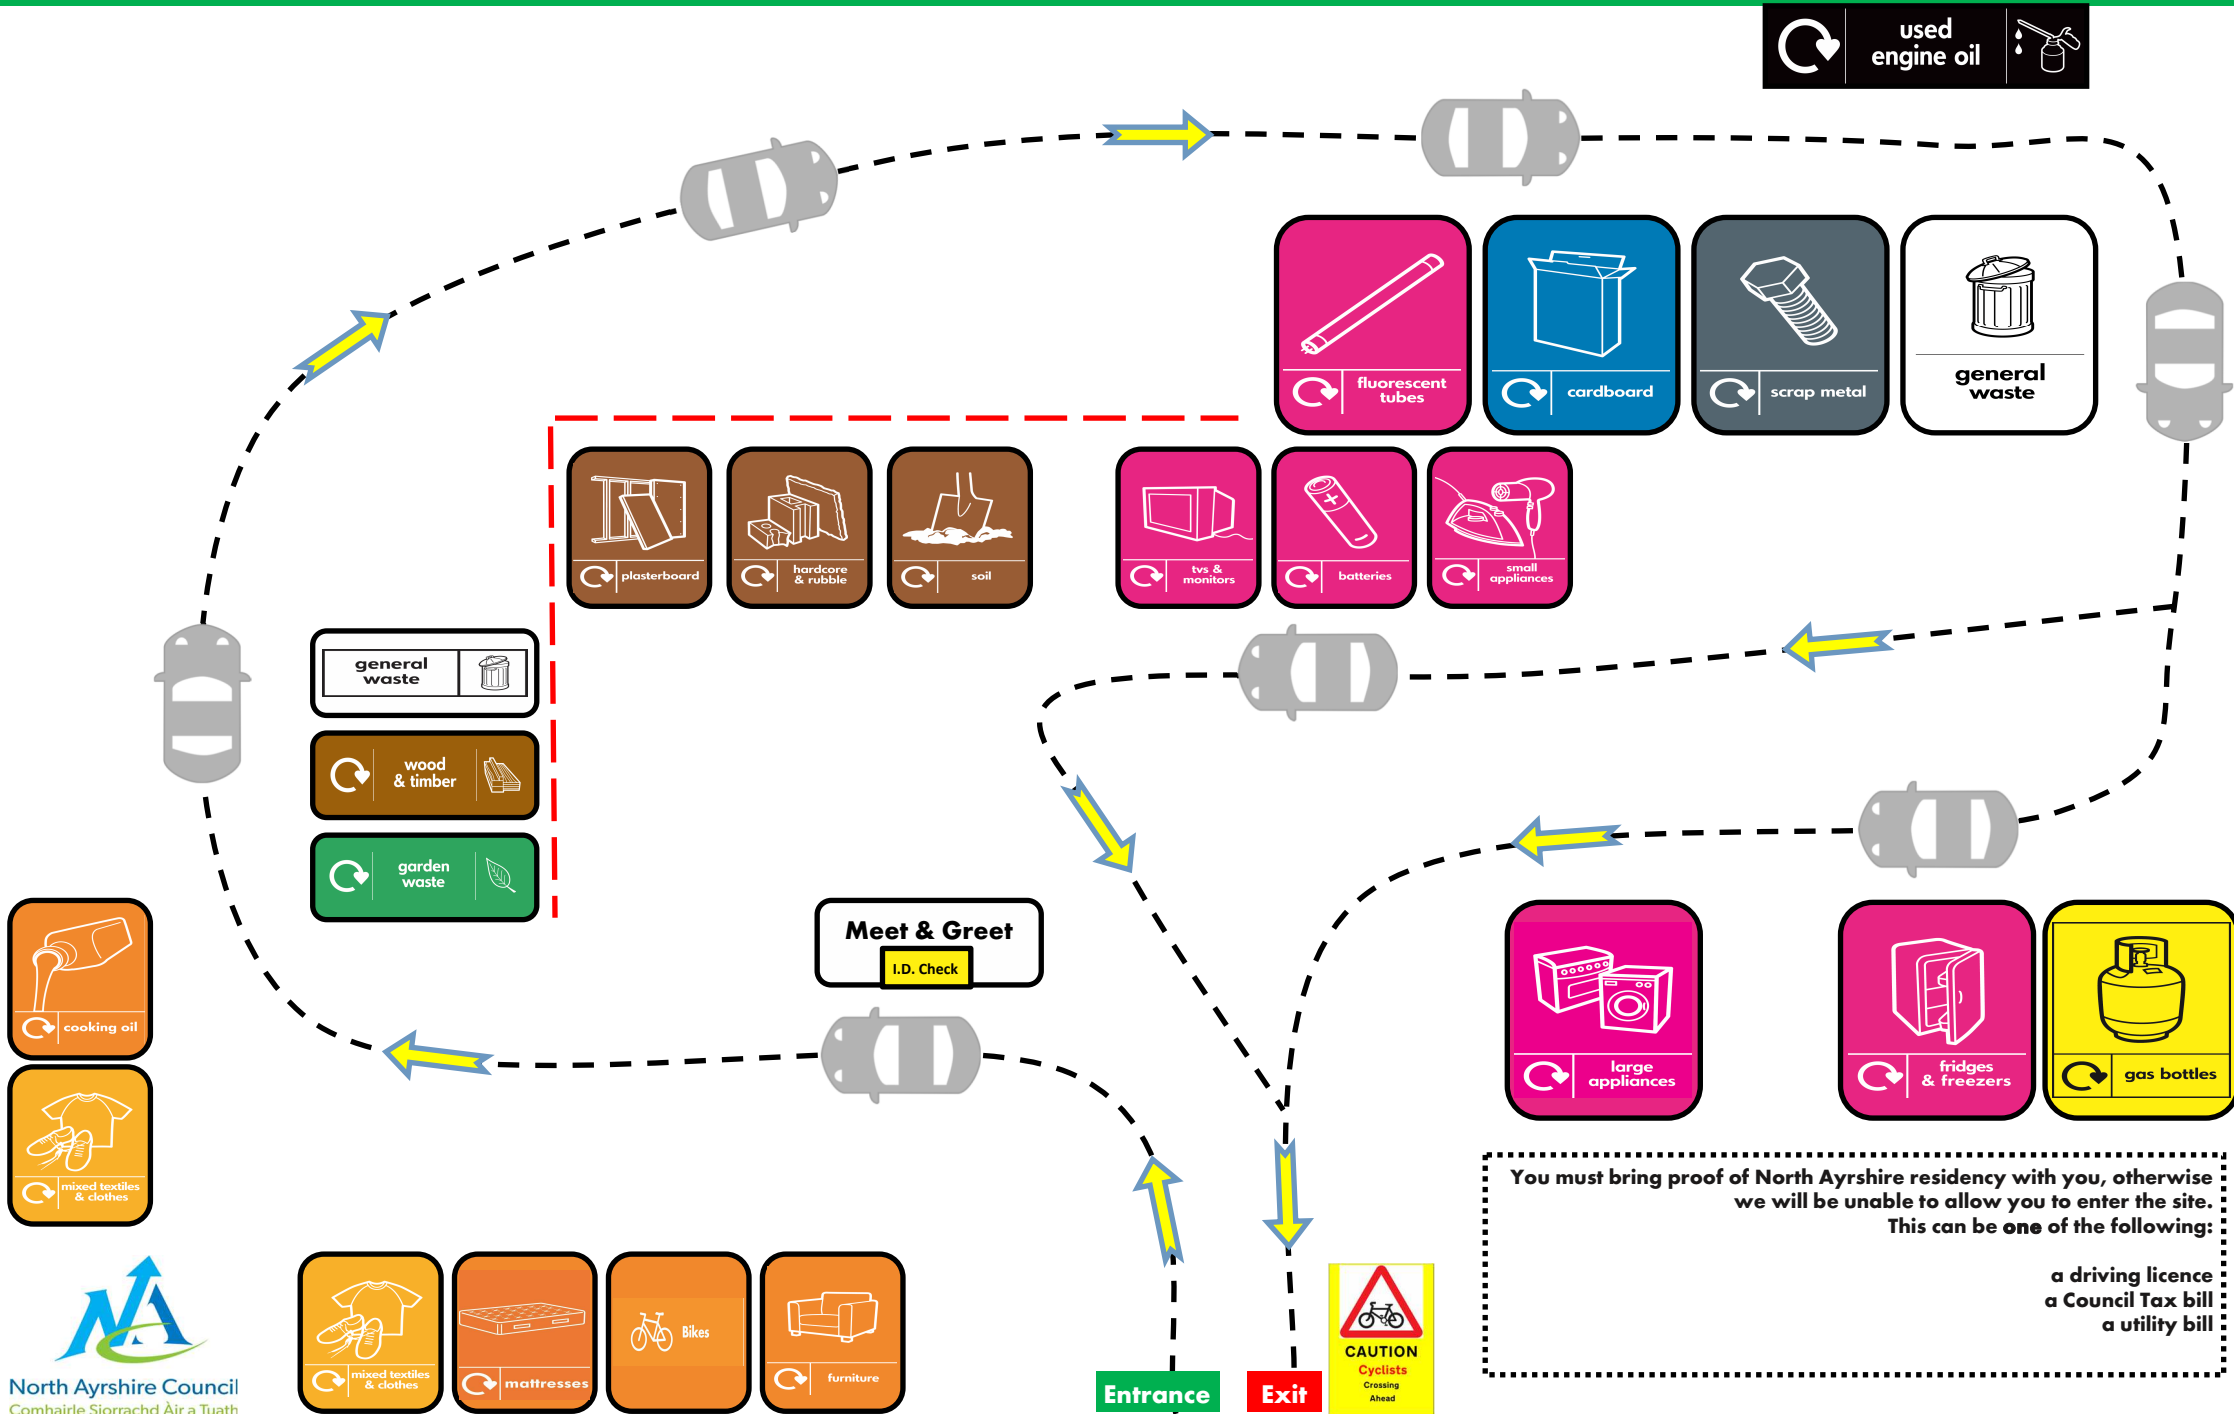 used
engine oil
fluorescent
tubes
cardboard
scrap metal
general
waste
plasterboard
hardcore
& rubble
soil
tvs &
monitors
batteries
small
appliances
general
waste
wood
& timber
garden
waste
Meet & Greet
I.D. Check
cooking oil
mixed textiles
& clothes
large
appliances
fridges
& freezers
gas bottles
You must bring proof of North Ayrshire residency with you, otherwise
we will be unable to allow you to enter the site.
This can be one of the following:
a driving licence
a Council Tax bill
a utility bill
North Ayrshire Council
Comhairle Siorrachd Àir a Tuath
mixed textiles
& clothes
mattresses
Bikes
furniture
Entrance
Exit
CAUTION
Cyclists
Crossing
Ahead